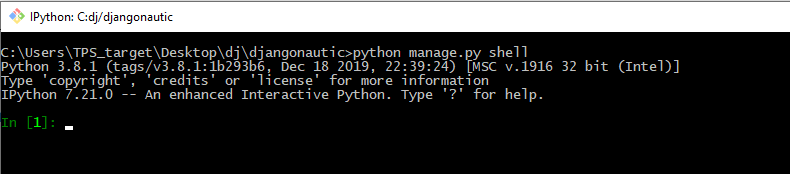 IPython: C:dj/djangonautic
C:\Users\TPS_target\Desktop\dj\djangonautic>python manage.py shell
Python 3.8.1 (tags/v3.8.1:1b293b6, Dec 18 2019, 22:39:24) [MSC v.1916 32 bit (Intel)]
Type 'copyright', 'credits' or 'license' for more information
IPython 7.21.0 -- An enhanced Interactive Python. Type '?' for help.
In [1]: